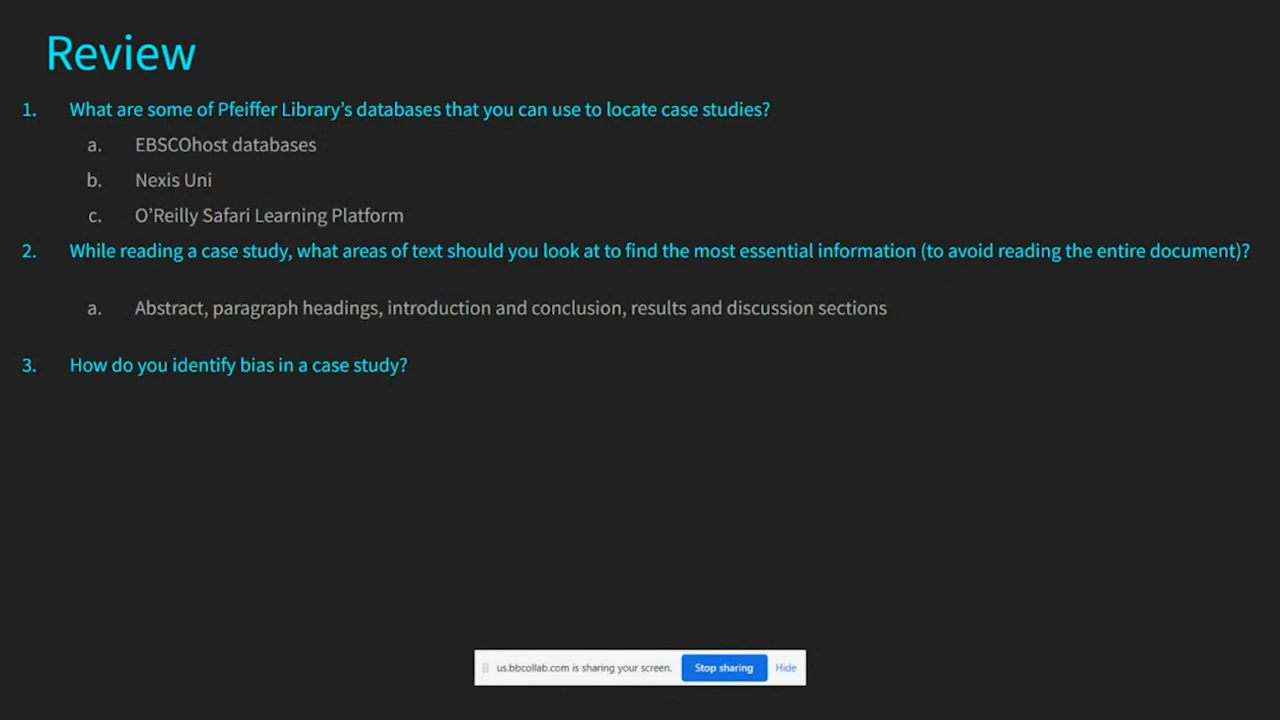 Review
1. What are some of Pfeiffer Library's databases that you can use to locate case studies?
a. EBSCOhost databases
b. Nexis Uni
c. O'Reilly Safari Learning Platform
2. While reading a case study, what areas of text should you look at to find the most essential information (to avoid reading the entire document)?
a. Abstract, paragraph headings, introduction and conclusion, results and discussion sections
3. How do you identify bias in a case study?
us.bbcollab.com is sharing your screen. Stop sharing Hide